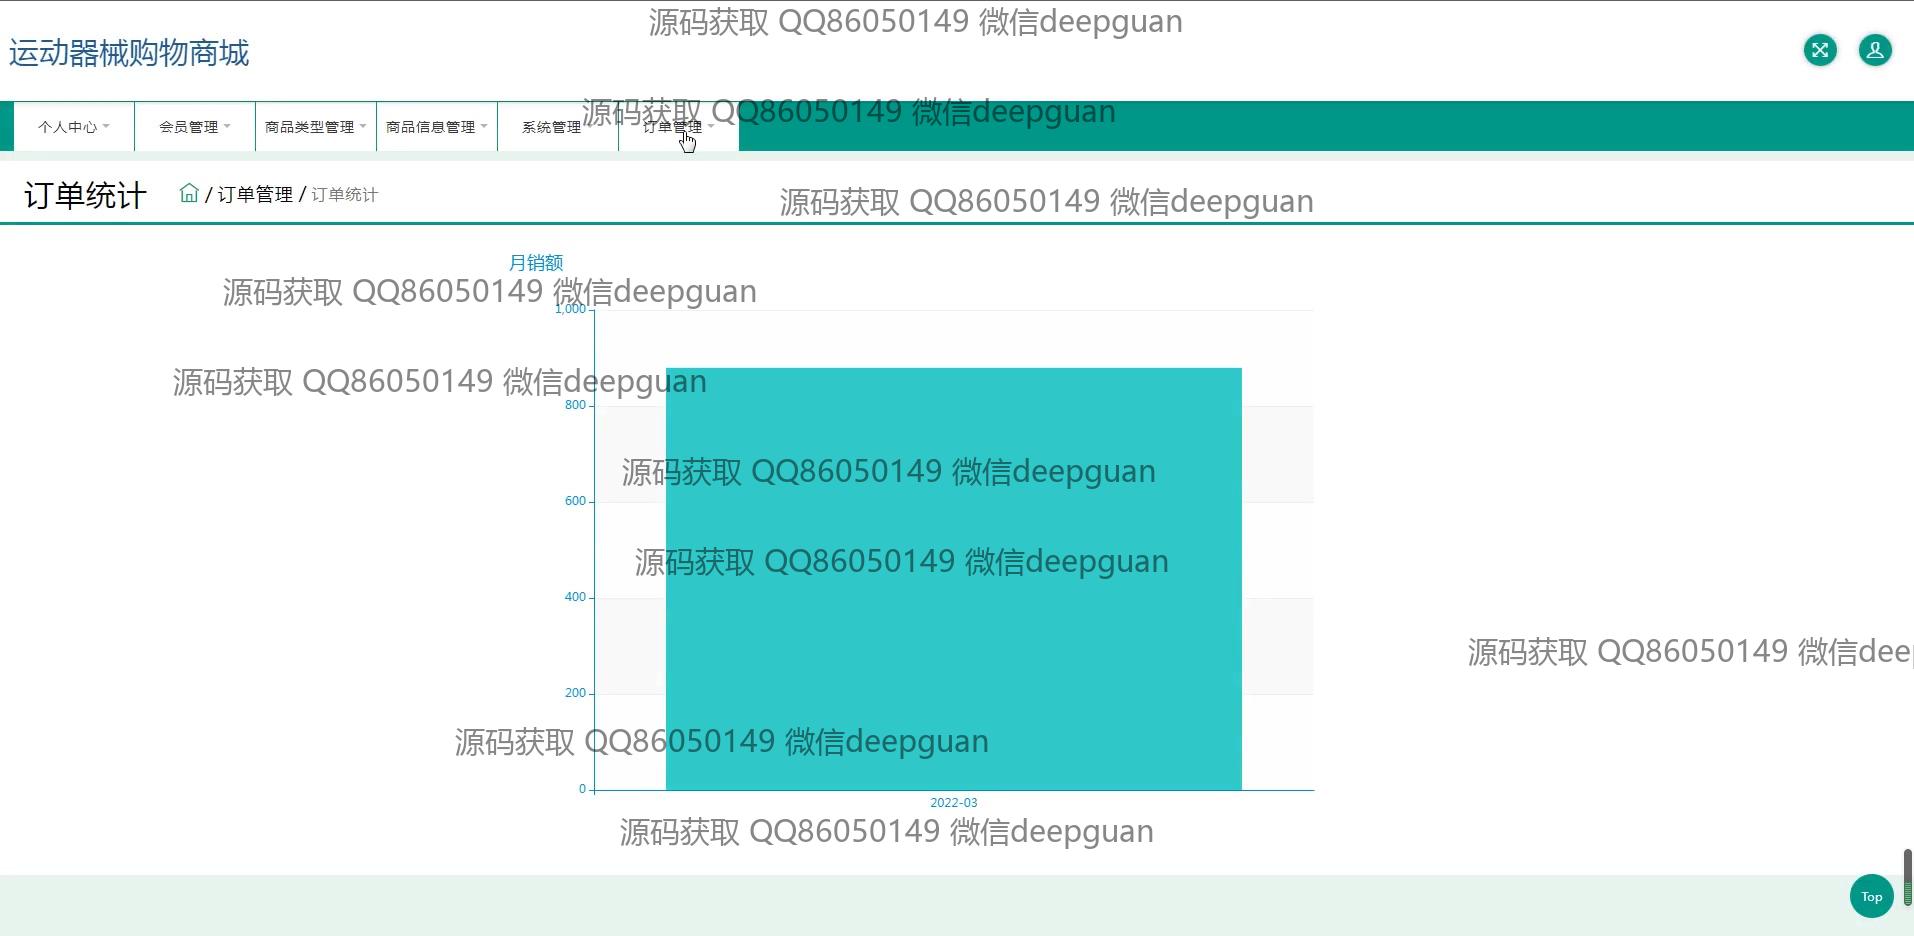 源码获取 QQ86050149 微信deepguan
运动器械购物商城
源码获取 QQ86050149 微信deepguan
个人中心 会员管理 商品类型管理 商品信息管理 系统管理 订单管理
订单统计 / 订单管理 / 订单统计
源码获取 QQ86050149 微信deepguan
月销额
源码获取 QQ86050149 微信deepguan
1,000
源码获取 QQ86050149 微信deepguan
800
源码获取 QQ86050149 微信deepguan
600
源码获取 QQ86050149 微信deepguan
400
源码获取 QQ86050149 微信deep
200
源码获取 QQ86050149 微信deepguan
0
2022-03
源码获取 QQ86050149 微信deepguan
Top